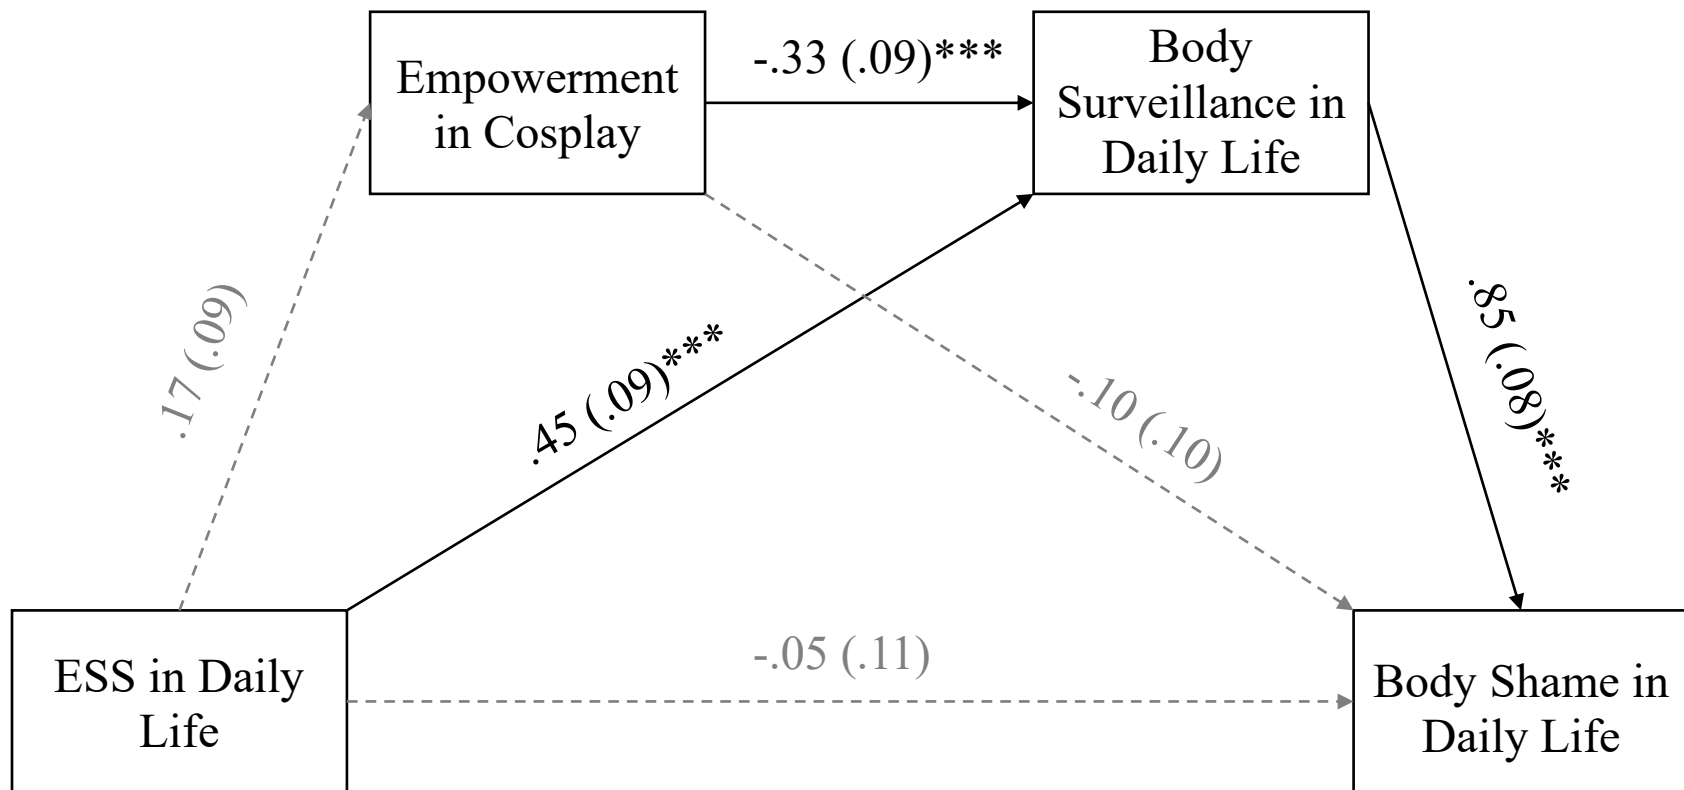 Empowerment
in Cosplay
-.33 (.09)***
Body
Surveillance in
Daily Life
.17 (.09)
.45 (.09)***
-.10 (.10)
.85 (.08)***
ESS in Daily
Life
-.05 (.11)
Body Shame in
Daily Life